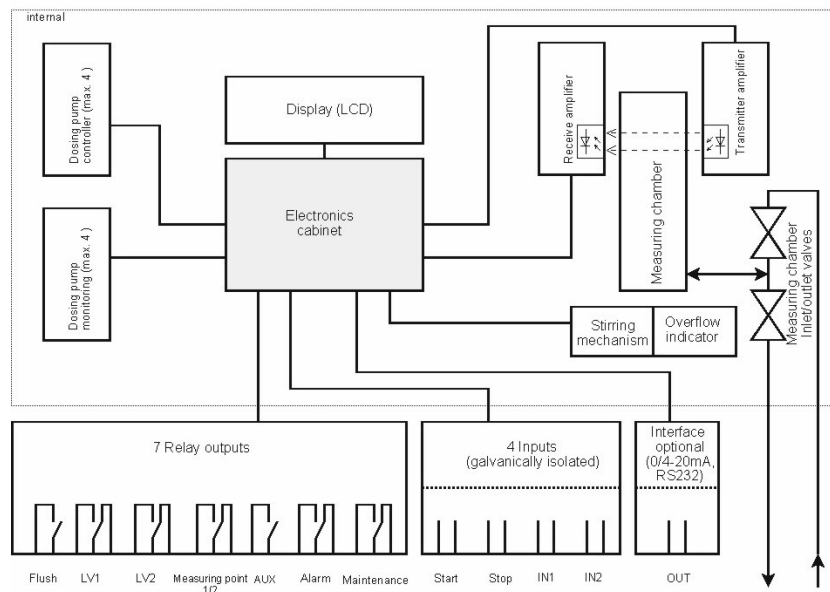 internal
Dosing pump
controller (max. 4 )
Display (LCD)
Receive amplifier
Transmitter amplifier
Measuring chamber
Electronics
cabinet
Dosing pump
monitoring (max. 4 )
Measuring chamber
Inlet/outlet valves
Stirring
mechanism
Overflow
indicator
7 Relay outputs
4 Inputs
(galvanically isolated)
Interface
optional
(0/4-20mA,
RS232)
Flush
LV1
LV2
Measuring point
1/2
AUX
Alarm
Maintenance
Start
Stop
IN1
IN2
OUT